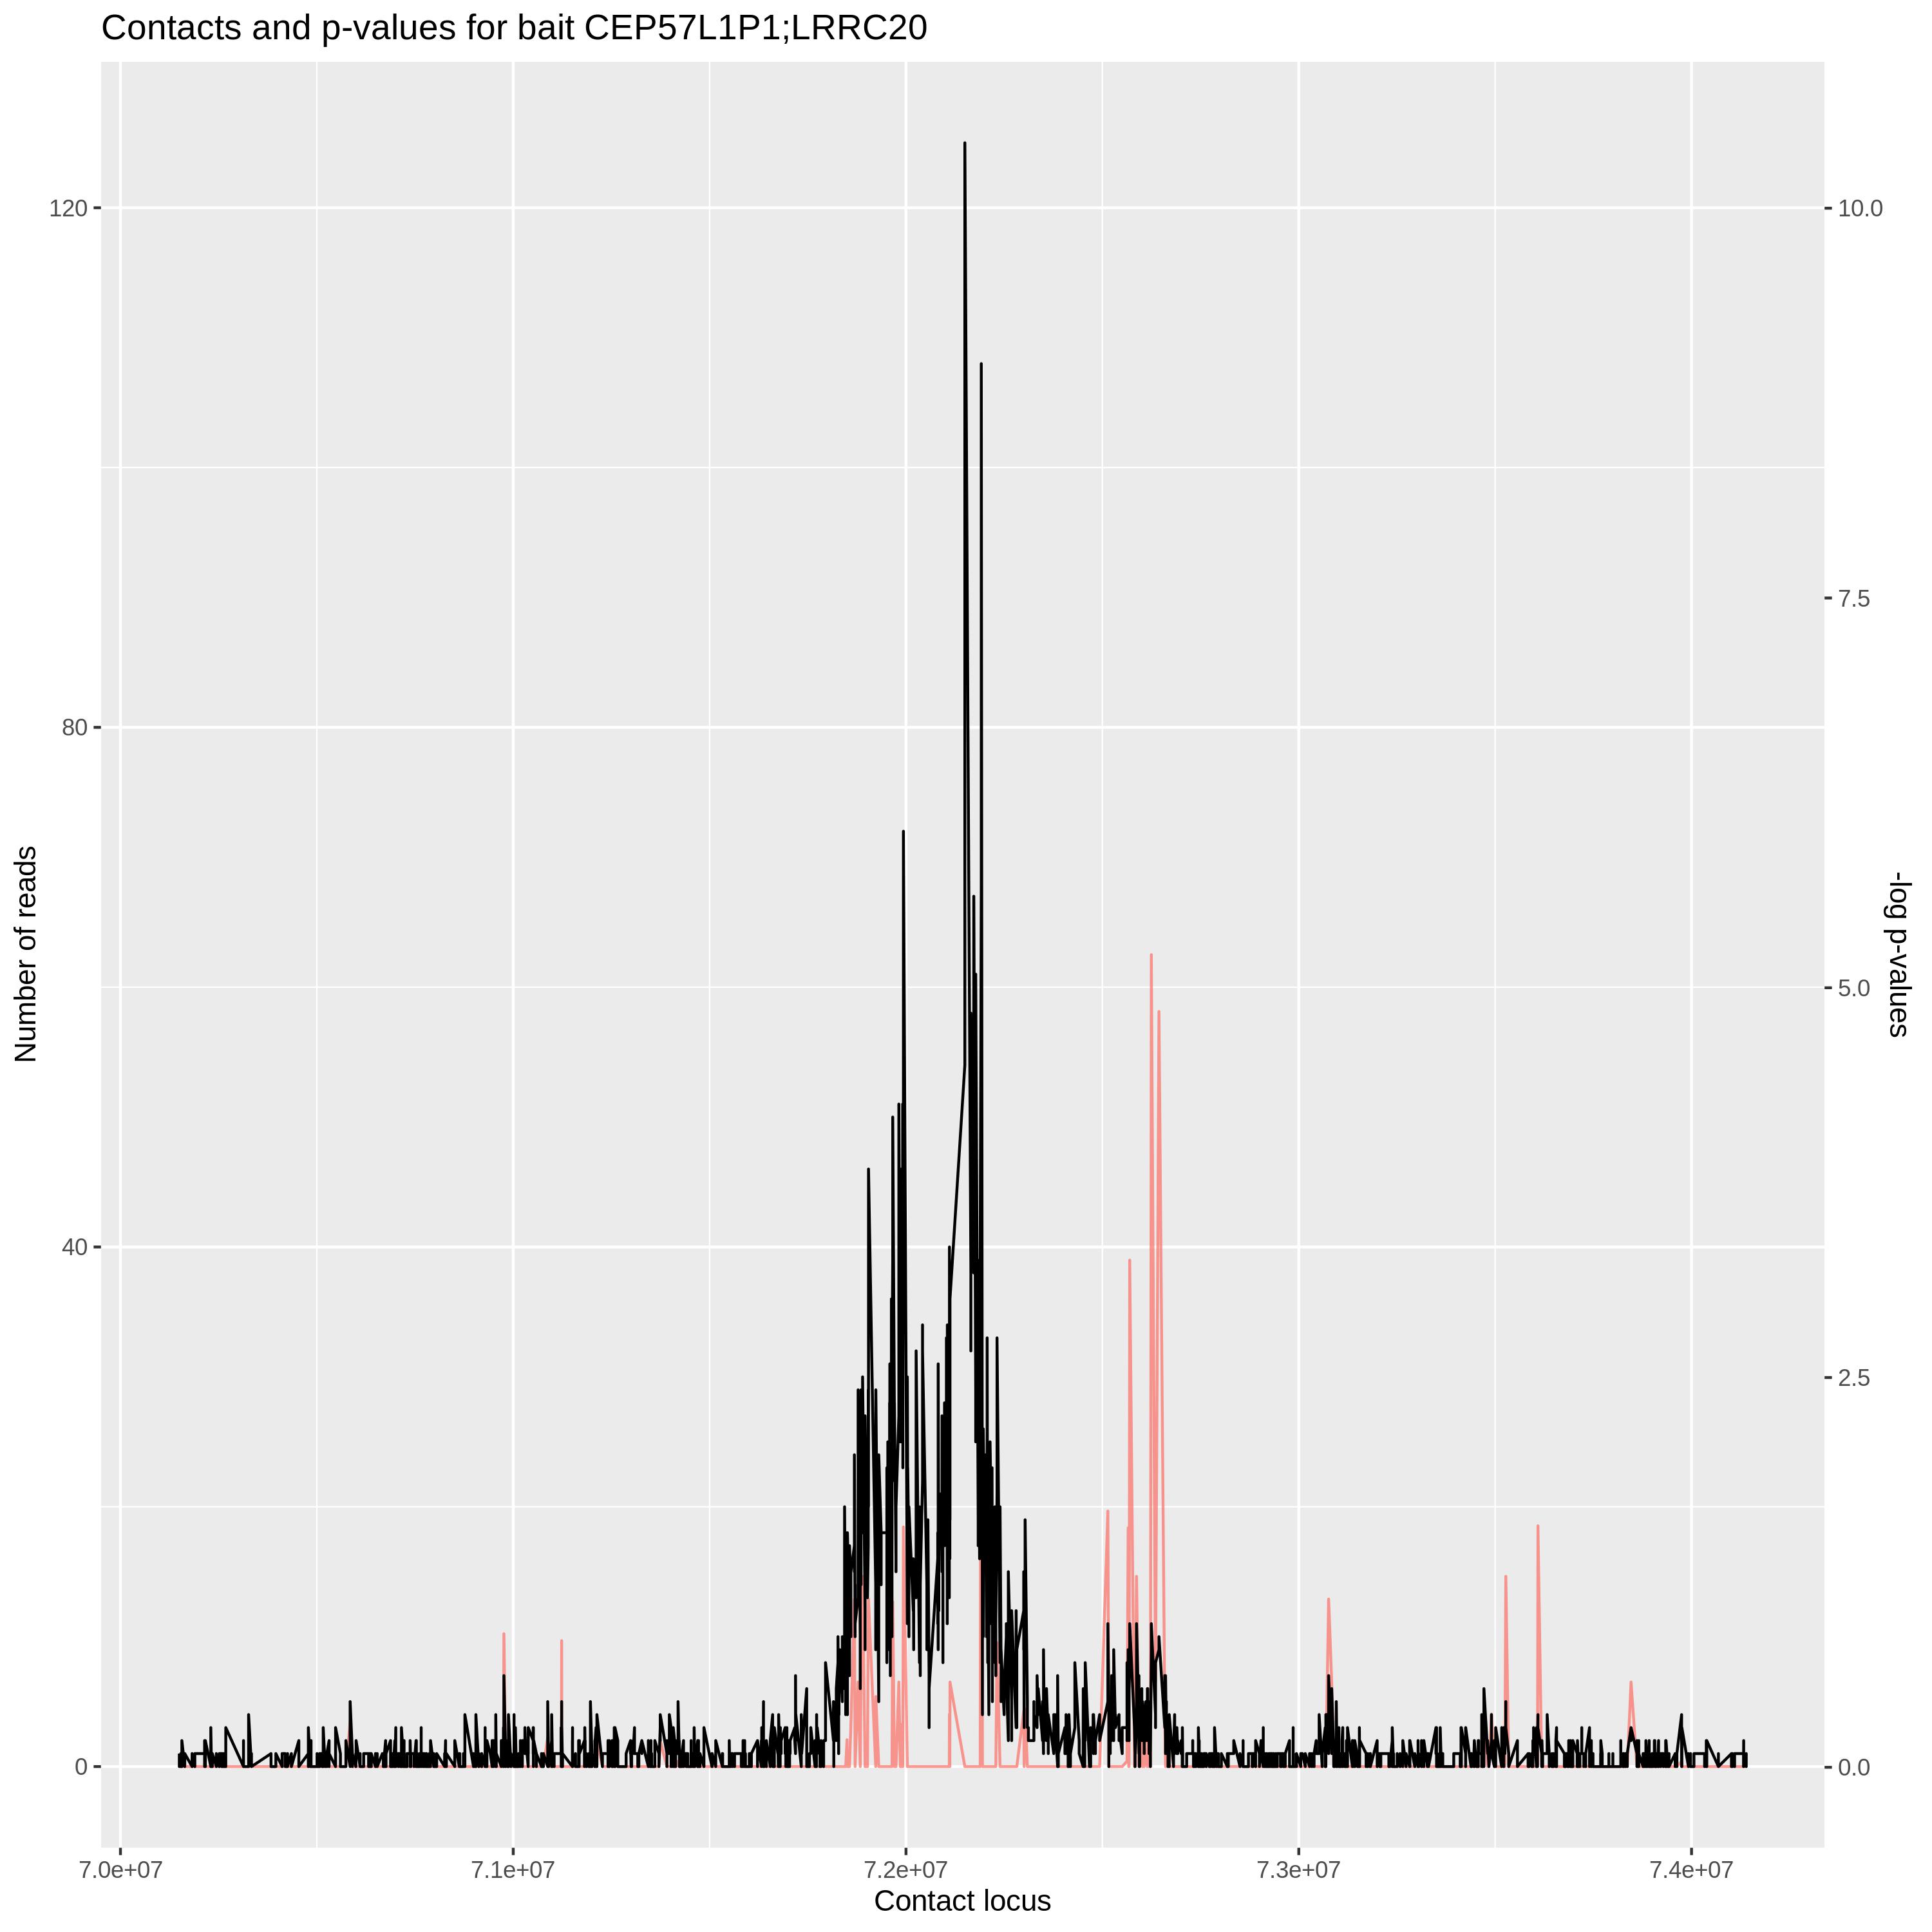 Contacts and p-values for bait CEP57L1P1;LRRC20
120
80
40
0
Number of reads
10.0
7.5
5.0
2.5
0.0
-log p-values
7.0e+07 7.1e+07 7.2e+07 7.3e+07 7.4e+07
Contact locus